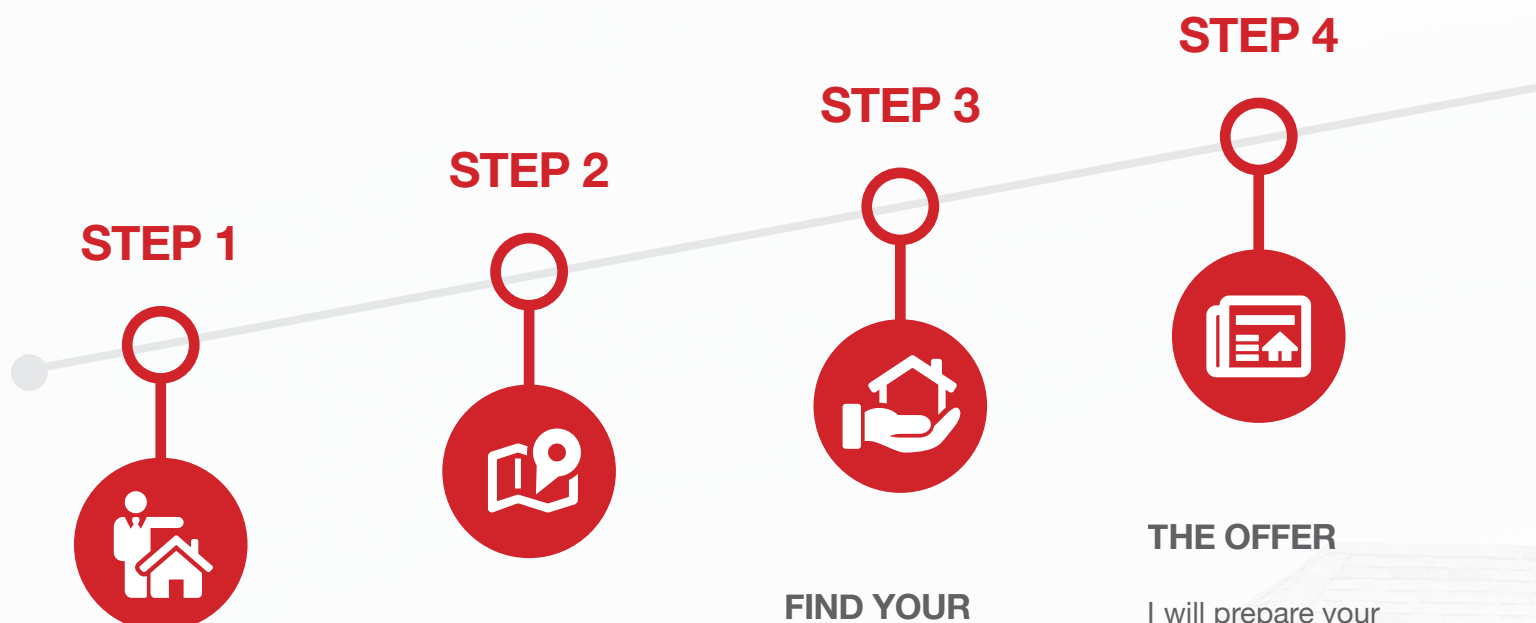 STEP 1
STEP 2
STEP 3
STEP 4
FIND YOUR
THE OFFER
I will prepare your